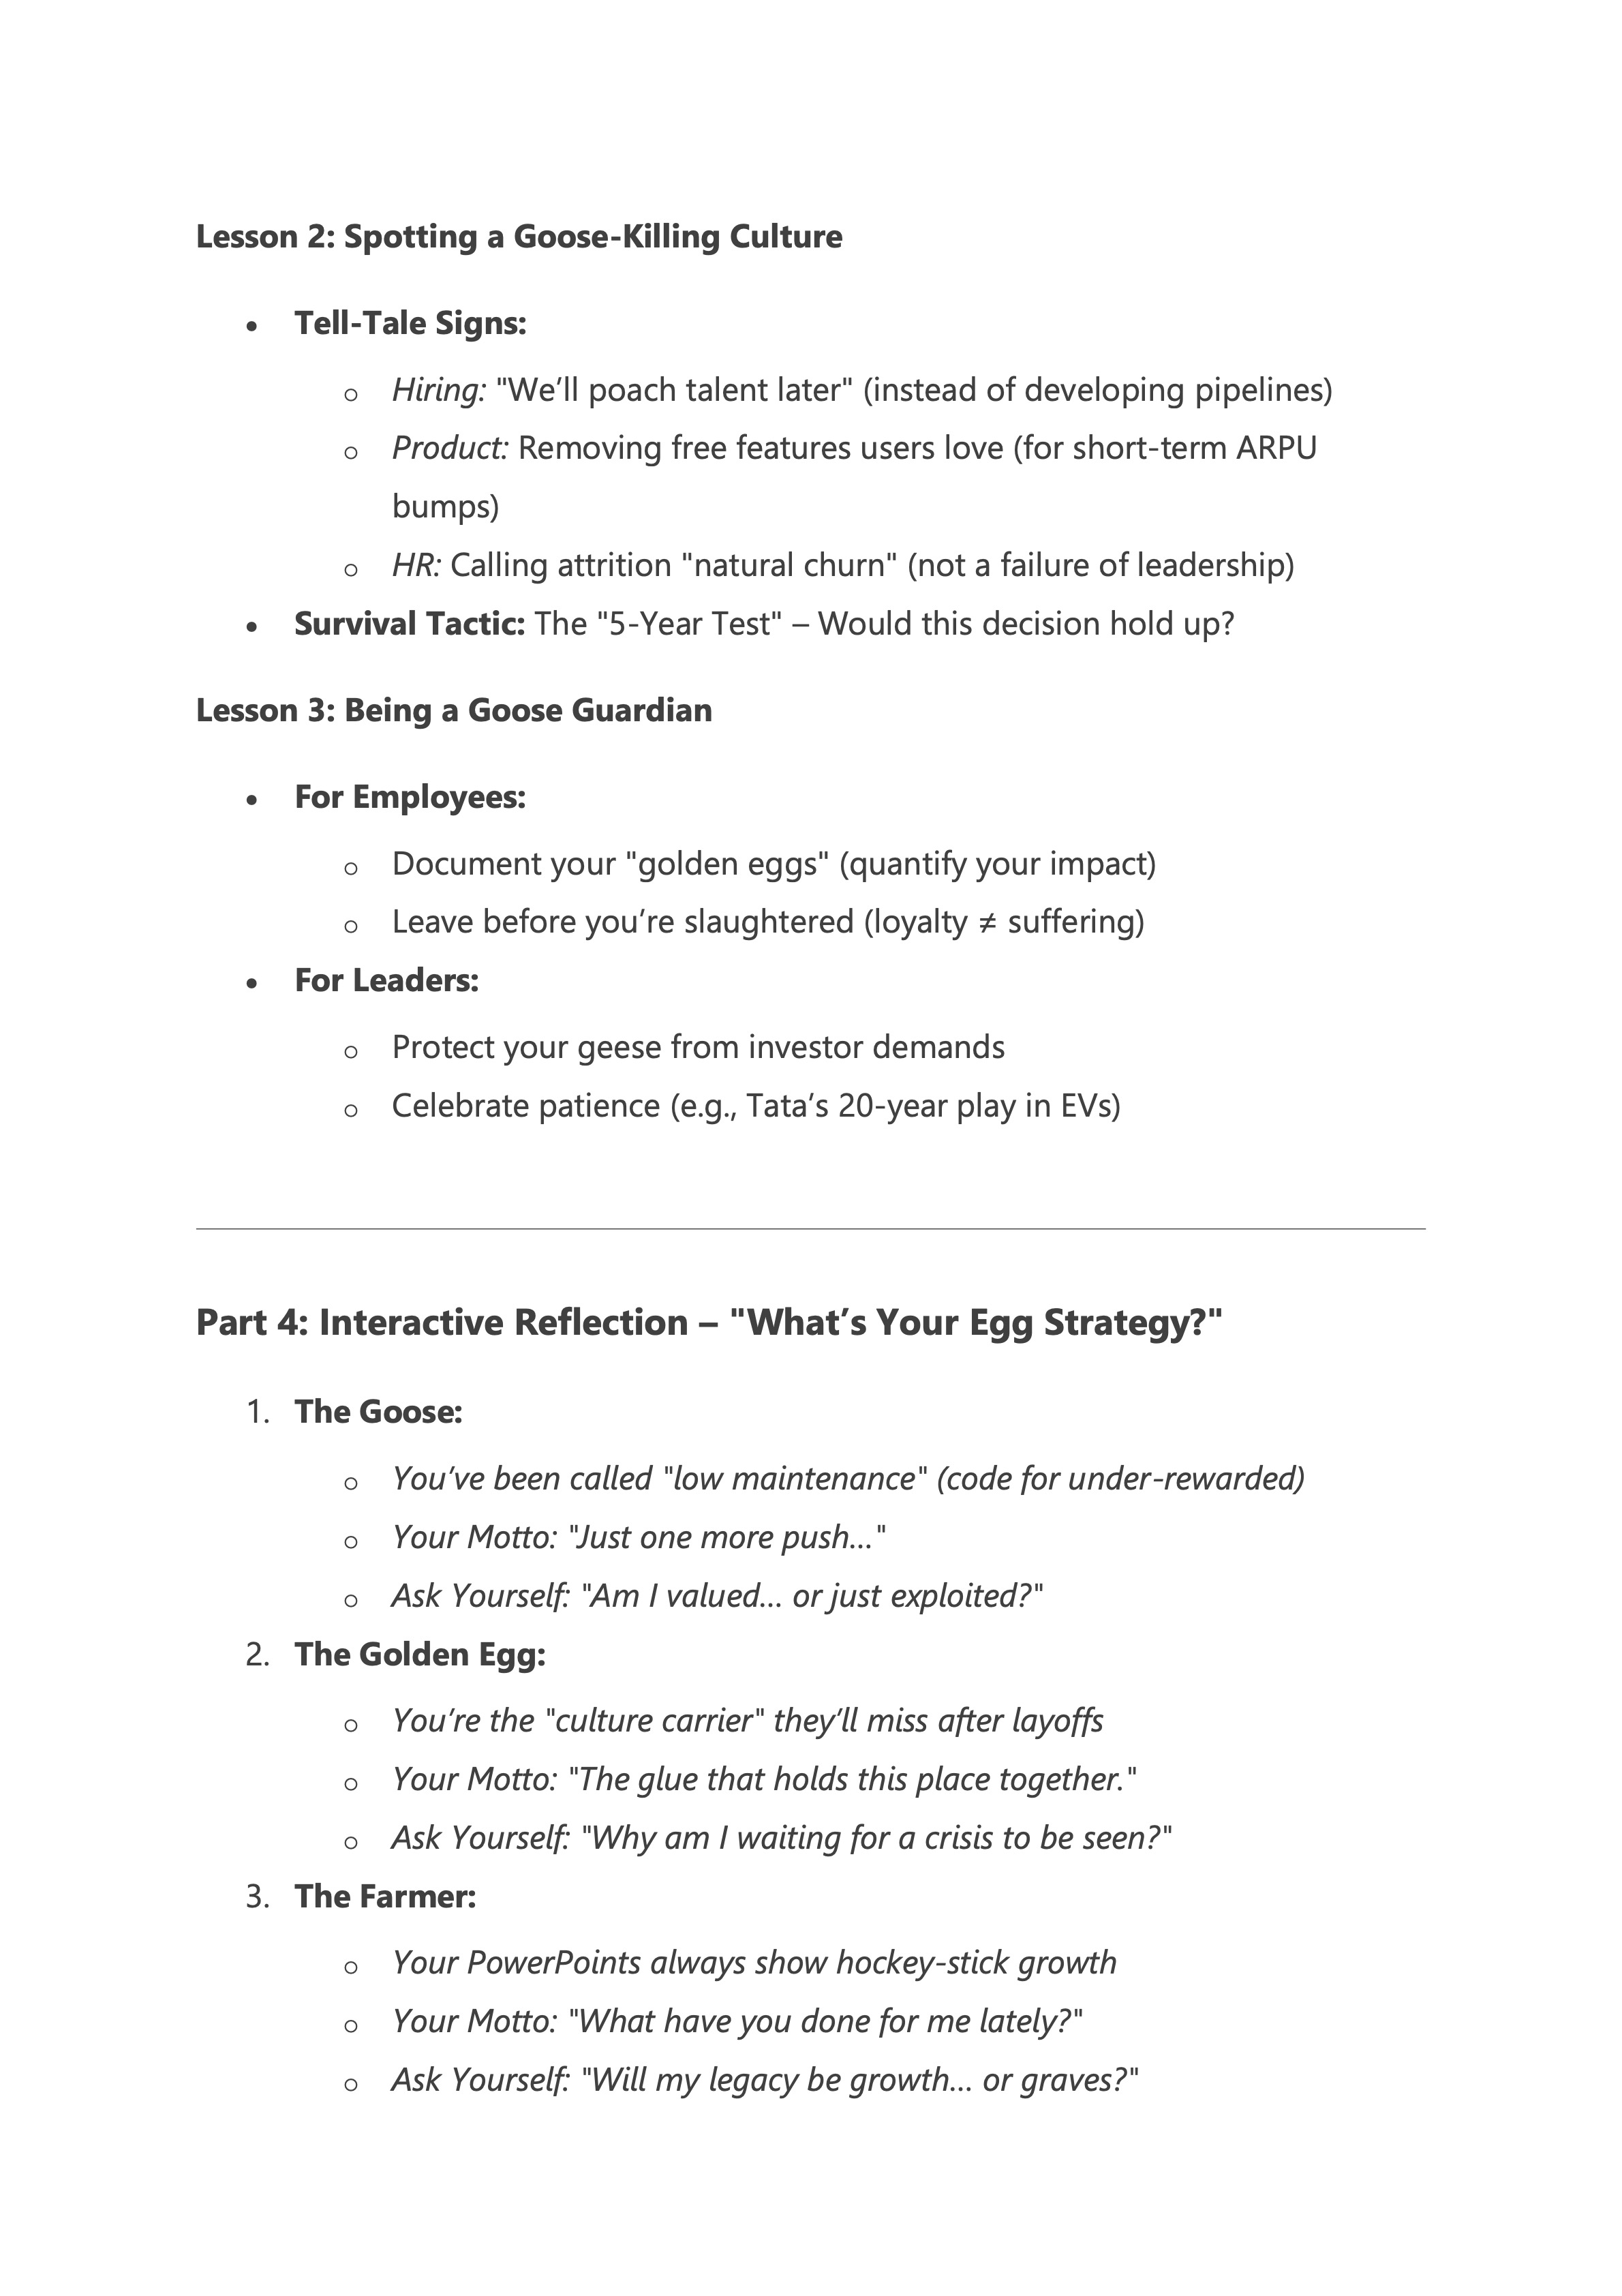 Lesson 2: Spotting a Goose-Killing Culture
• Tell-Tale Signs:
o Hiring: "We’ll poach talent later" (instead of developing pipelines)
o Product: Removing free features users love (for short-term ARPU
bumps)
o HR: Calling attrition "natural churn" (not a failure of leadership)
• Survival Tactic: The "5-Year Test" – Would this decision hold up?
Lesson 3: Being a Goose Guardian
• For Employees:
o Document your "golden eggs" (quantify your impact)
o Leave before you’re slaughtered (loyalty ≠ suffering)
• For Leaders:
o Protect your geese from investor demands
o Celebrate patience (e.g., Tata’s 20-year play in EVs)
Part 4: Interactive Reflection – "What’s Your Egg Strategy?"
1. The Goose:
o You’ve been called "low maintenance" (code for under-rewarded)
o Your Motto: "Just one more push…"
o Ask Yourself: "Am I valued… or just exploited?"
2. The Golden Egg:
o You’re the "culture carrier" they’ll miss after layoffs
o Your Motto: "The glue that holds this place together."
o Ask Yourself: "Why am I waiting for a crisis to be seen?"
3. The Farmer:
o Your PowerPoints always show hockey-stick growth
o Your Motto: "What have you done for me lately?"
o Ask Yourself: "Will my legacy be growth… or graves?"